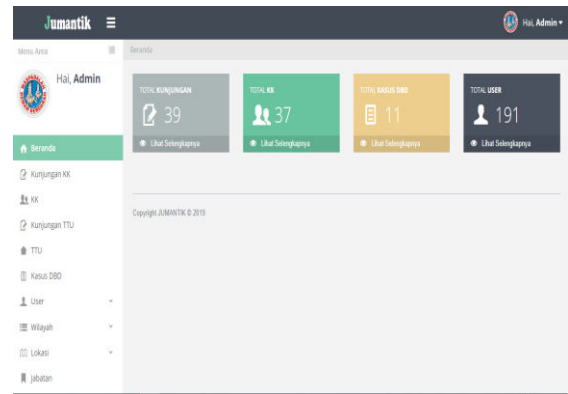 Jumantik
Hai, Admin
Menu Area
Beranda
Hai, Admin
TOTAL KUNJUNGAN
39
Lihat Selengkapnya
TOTAL KK
37
Lihat Selengkapnya
TOTAL KASUS DBD
11
Lihat Selengkapnya
TOTAL USER
191
Lihat Selengkapnya
Beranda
Kunjungan KK
KK
Kunjungan TTU
TTU
Kasus DBD
User
Wilayah
Lokasi
Jabatan
Copyright JUMANTIK © 2019